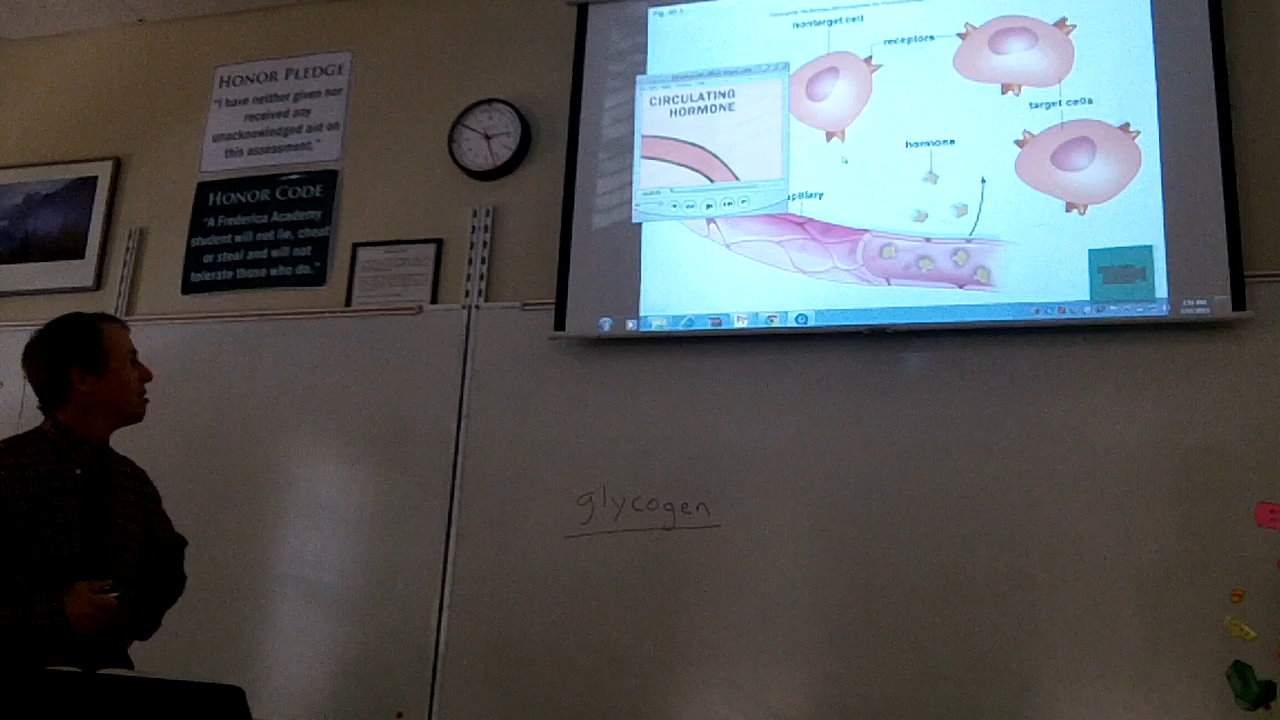 HONOR PLEDGE
"I have neither given nor
received any
unacknowledged aid on
this assessment."
HONOR CODE
"A Frederica Academy
student will not lie, cheat
or steal and will not
tolerate those who do."
nontarget cell
receptors
target cells
CIRCULATING
HORMONE
hormone
glycogen